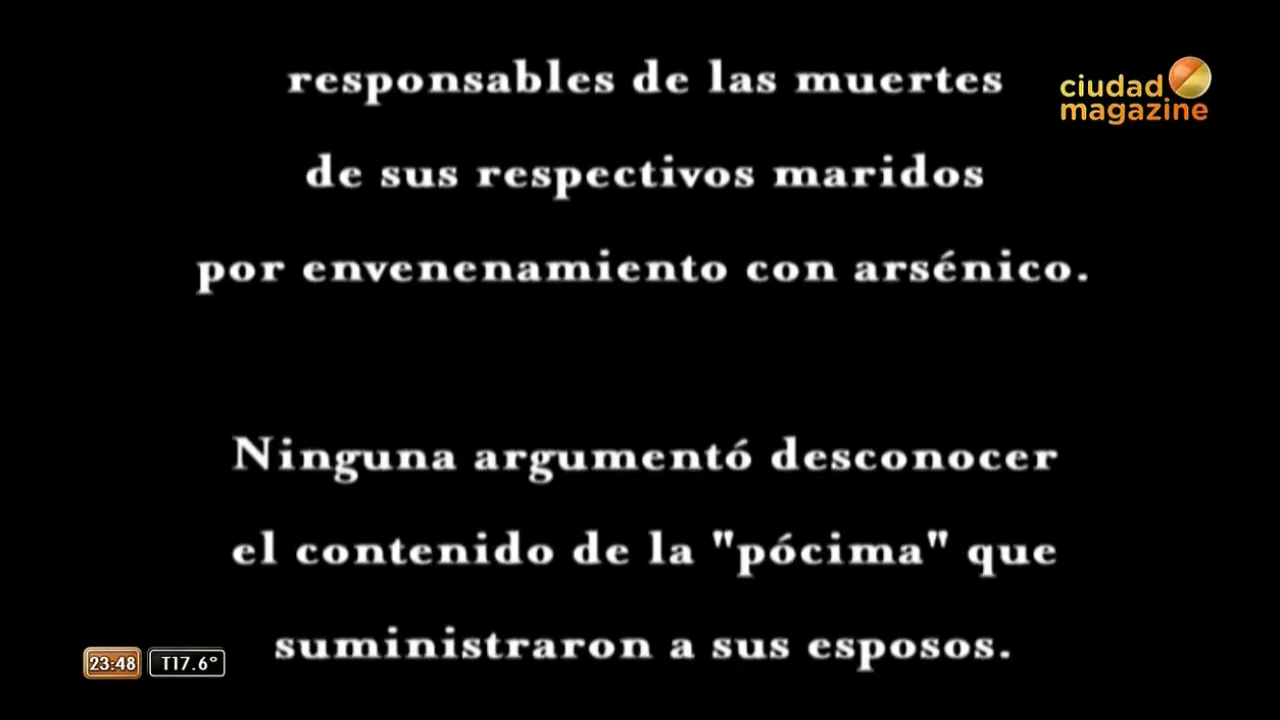 responsables de las muertes
ciudad
magazine
de sus respectivos maridos
por envenenamiento con arsénico.
Ninguna argumentó desconocer
el contenido de la "pócima" que
suministraron a sus esposos.
23:48 T17.6°